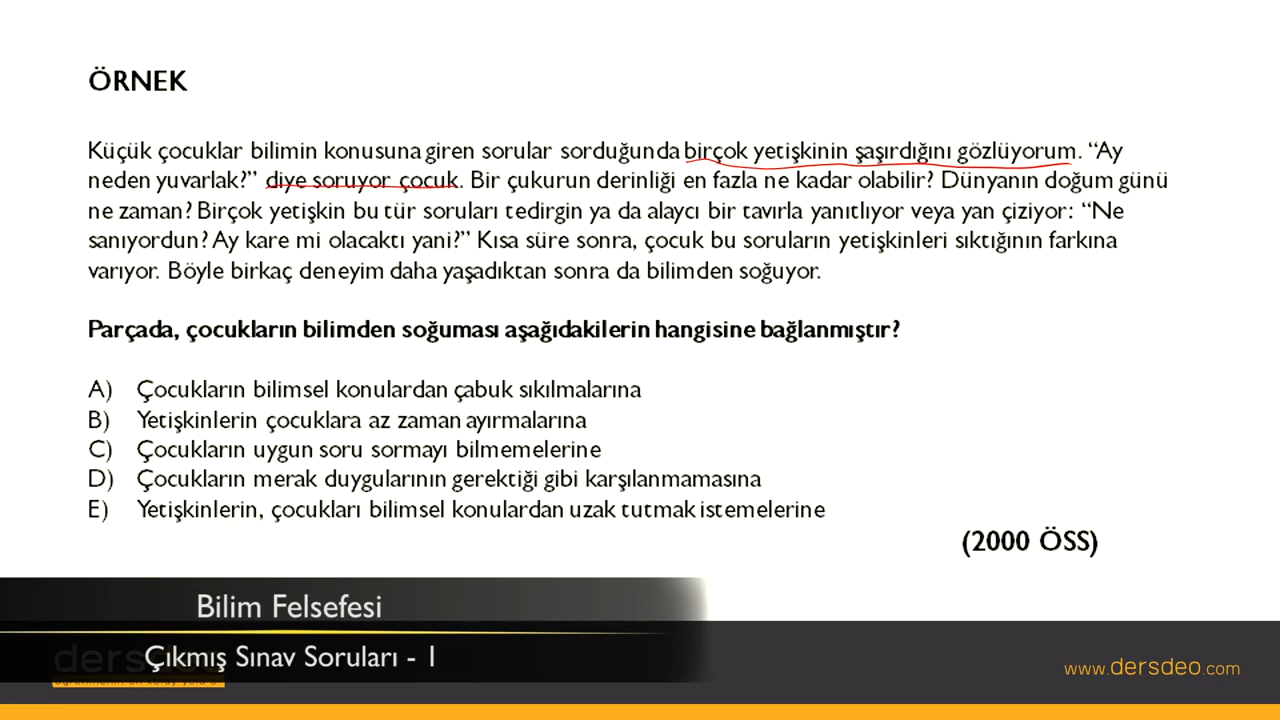 ÖRNEK
Küçük çocuklar bilimin konusuna giren sorular sorduğunda birçok yetişkinin şaşırdığını gözlüyorum. “Ay
neden yuvarlak?” diye soruyor çocuk. Bir çukurun derinliği en fazla ne kadar olabilir? Dünyanın doğum günü
ne zaman? Birçok yetişkin bu tür soruları tedirgin ya da alaycı bir tavırla yanıtlıyor veya yan çiziyor: “Ne
sanıyordun? Ay kare mi olacaktı yani?” Kısa süre sonra, çocuk bu soruların yetişkinleri sıktığının farkına
varıyor. Böyle birkaç deneyim daha yaşadıktan sonra da bilimden soğuyor.
Parçada, çocukların bilimden soğuması aşağıdakilerin hangisine bağlanmıştır?
A) Çocukların bilimsel konulardan çabuk sıkılmalarına
B) Yetişkinlerin çocuklara az zaman ayırmalarına
C) Çocukların uygun soru sormayı bilmemelerine
D) Çocukların merak duygularının gerektiği gibi karşılanmamasına
E) Yetişkinlerin, çocukları bilimsel konulardan uzak tutmak istemelerine
(2000 ÖSS)
Bilim Felsefesi
Çıkmış Sınav Soruları - 1
www.dersdeo.com